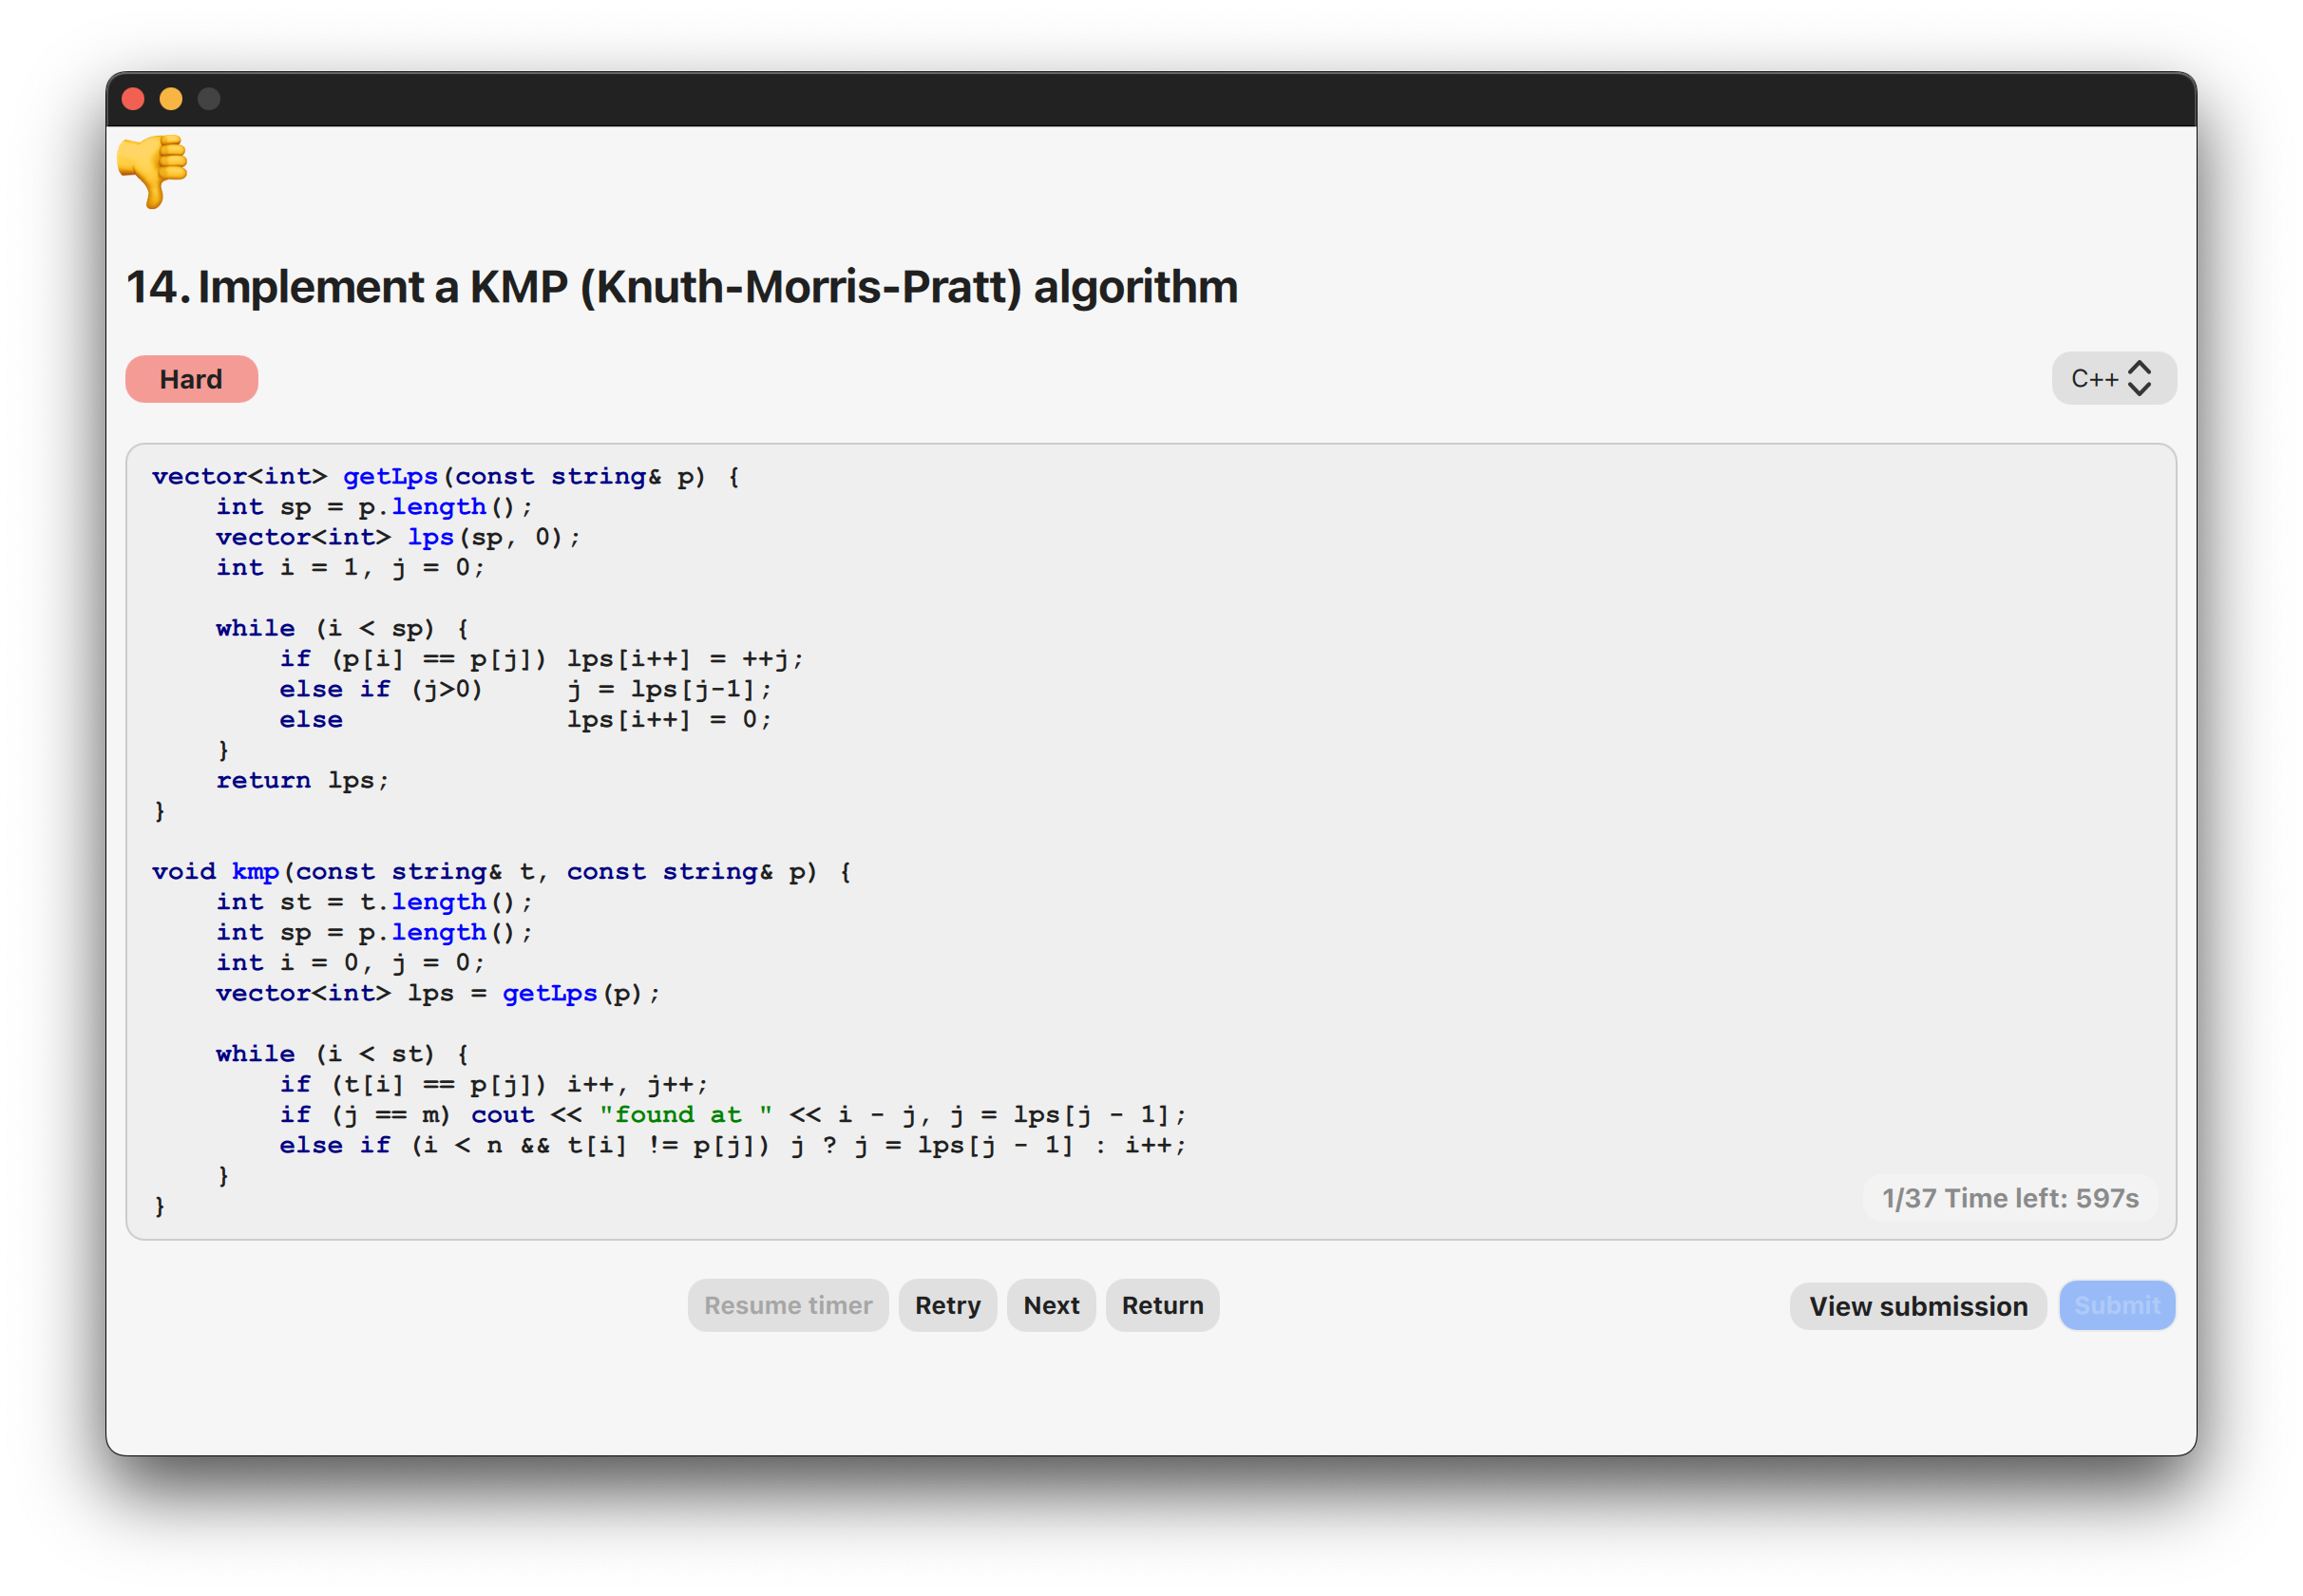 14. Implement a KMP (Knuth-Morris-Pratt) algorithm
Hard
C++
vector<int> getLps(const string& p) {
    int sp = p.length();
    vector<int> lps(sp, 0);
    int i = 1, j = 0;

    while (i < sp) {
        if (p[i] == p[j]) lps[i++] = ++j;
        else if (j>0)     j = lps[j-1];
        else              lps[i++] = 0;
    }
    return lps;
}

void kmp(const string& t, const string& p) {
    int st = t.length();
    int sp = p.length();
    int i = 0, j = 0;
    vector<int> lps = getLps(p);

    while (i < st) {
        if (t[i] == p[j]) i++, j++;
        if (j == m) cout << "found at " << i - j, j = lps[j - 1];
        else if (i < n && t[i] != p[j]) j ? j = lps[j - 1] : i++;
    }
}
1/37 Time left: 597s
Resume timer
Retry
Next
Return
View submission
Submit